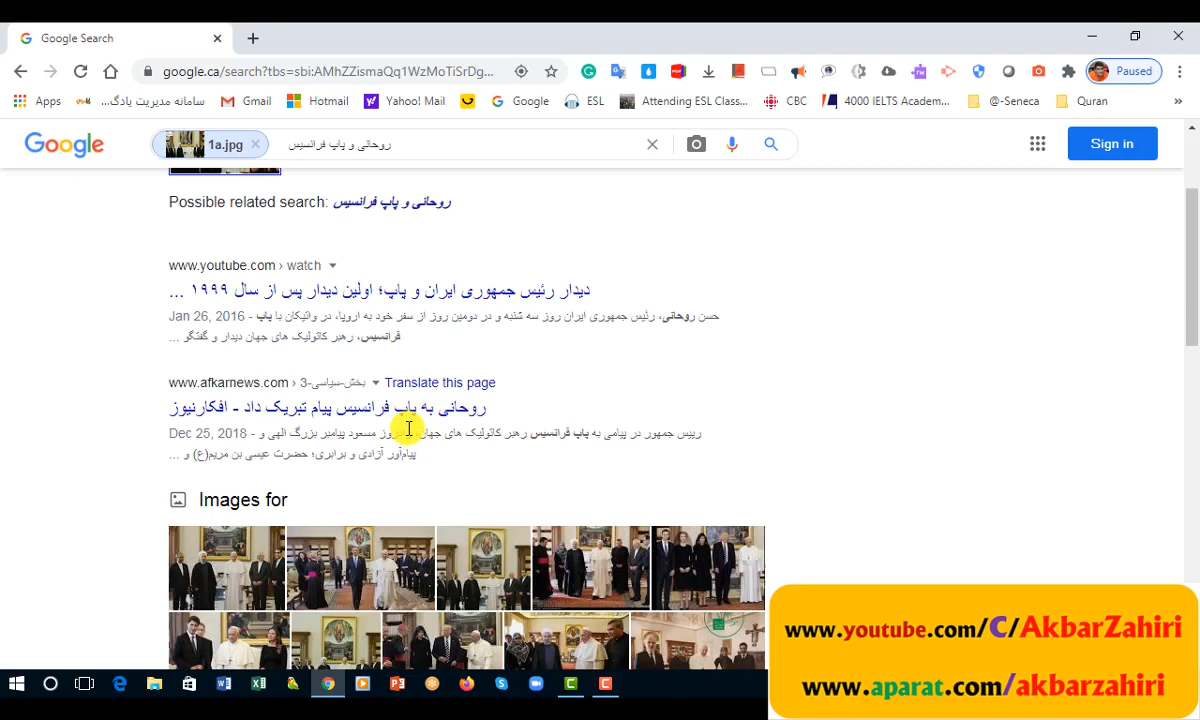 Google Search
google.ca/search?tbs=sbi:AMhZZismaQp1WzMoTiSrDg...
Paused
Apps
سامانه مدیریت یادگ...
Gmail
Hotmail
Yahoo! Mail
Google
ESL
Attending ESL Class...
CBC
4000 IELTS Academ...
@-Seneca
Quran
»
Google
1a.jpg
روحانی و پاپ فرانسیس
Sign in
Possible related search: روحانی و پاپ فرانسیس
www.youtube.com › watch
دیدار رئیس جمهوری ایران و پاپ؛ اولین دیدار پس از سال ۱۹۹۹ ...
Jan 26, 2016 - حسن روحانی، رئیس جمهوری ایران روز سه شنبه و در دومین روز از سفر خود به اروپا، در واتیکان با پاپ
فرانسیس، رهبر کاتولیک های جهان دیدار و گفتگو ...
www.afkarnews.com › بخش-سیاسی-3 Translate this page
روحانی به پاپ فرانسیس پیام تبریک داد - افکارنیوز
Dec 25, 2018 - رییس جمهور در پیامی به پاپ فرانسیس رهبر کاتولیک های جهان، پیروز مسعود پیامبر بزرگ الهی و
پیام‌آور آزادی و برابری؛ حضرت عیسی بن مریم(ع) و ...
Images for
www.youtube.com/C/AkbarZahiri
www.aparat.com/akbarzahiri